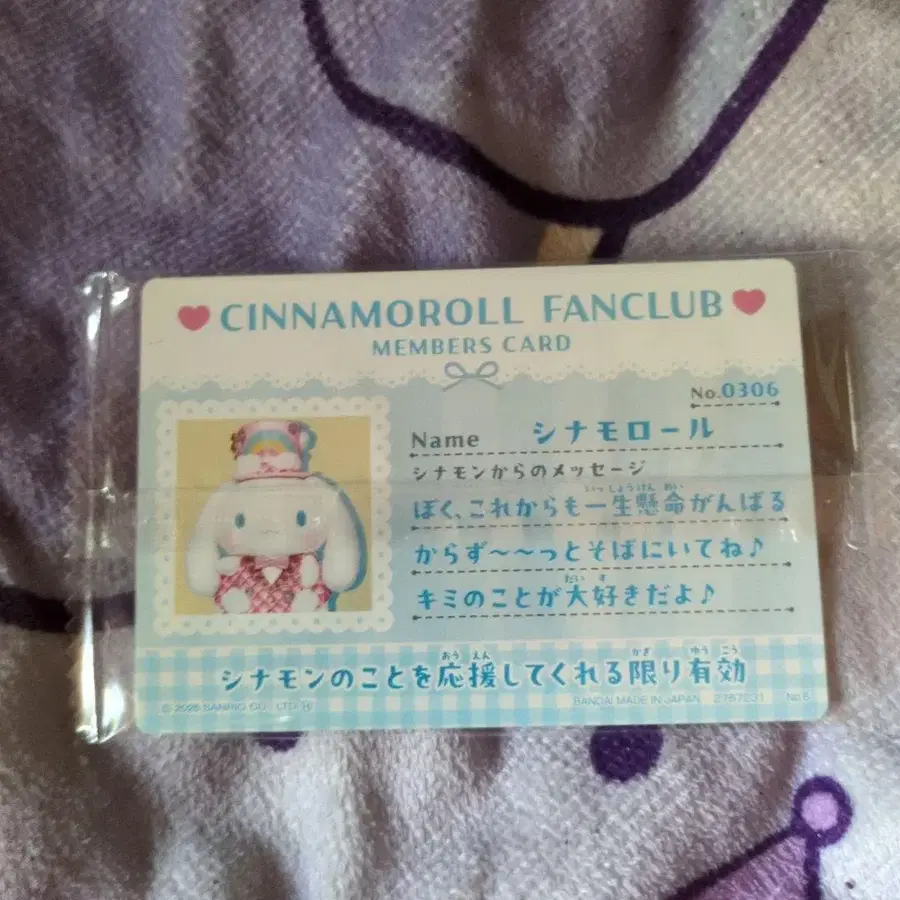 CINNAMOROLL FANCLUB
MEMBERS CARD
No.0306
Name シナモロール
シナモンからのメッセージ
ぼく、これからも一生懸命がんばる
からず〜〜っとそばにいてね♪
キミのことが大好きだよ♪
シナモンのことを応援してくれる限り有効
SANRIO CO., LTD. BANDAI MADE IN JAPAN 2767231